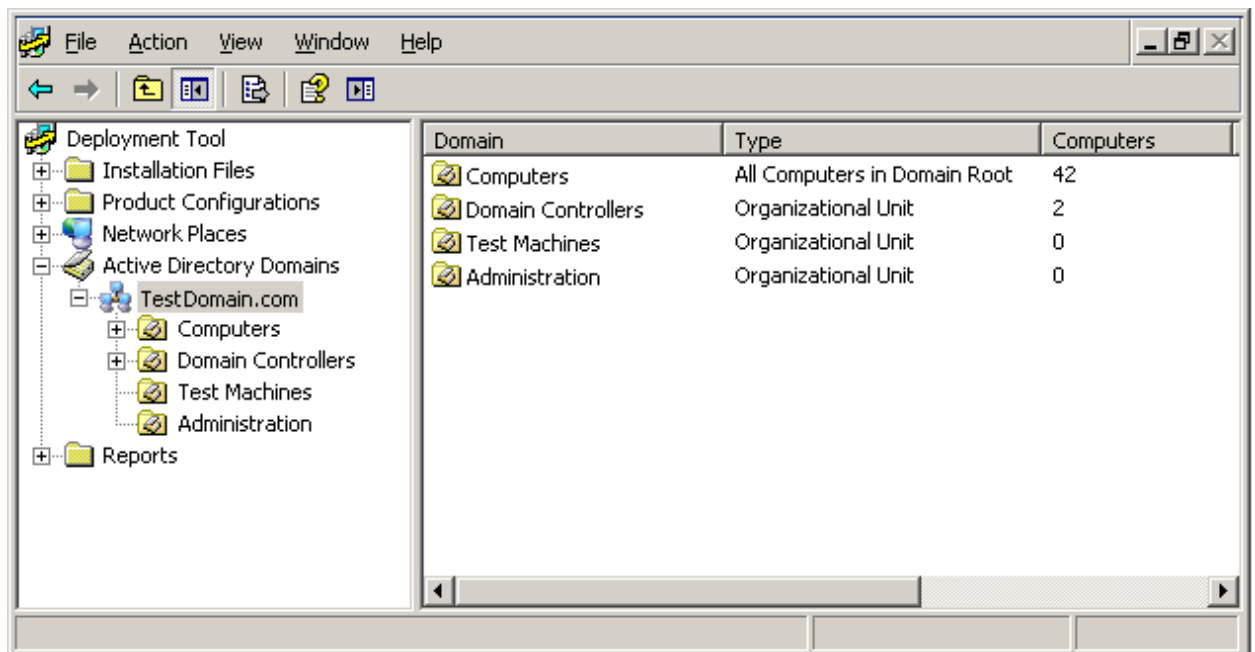 File Action View Window Help
Deployment Tool
Installation Files
Product Configurations
Network Places
Active Directory Domains
TestDomain.com
Computers
Domain Controllers
Test Machines
Administration
Reports
Domain Type Computers
Computers All Computers in Domain Root 42
Domain Controllers Organizational Unit 2
Test Machines Organizational Unit 0
Administration Organizational Unit 0